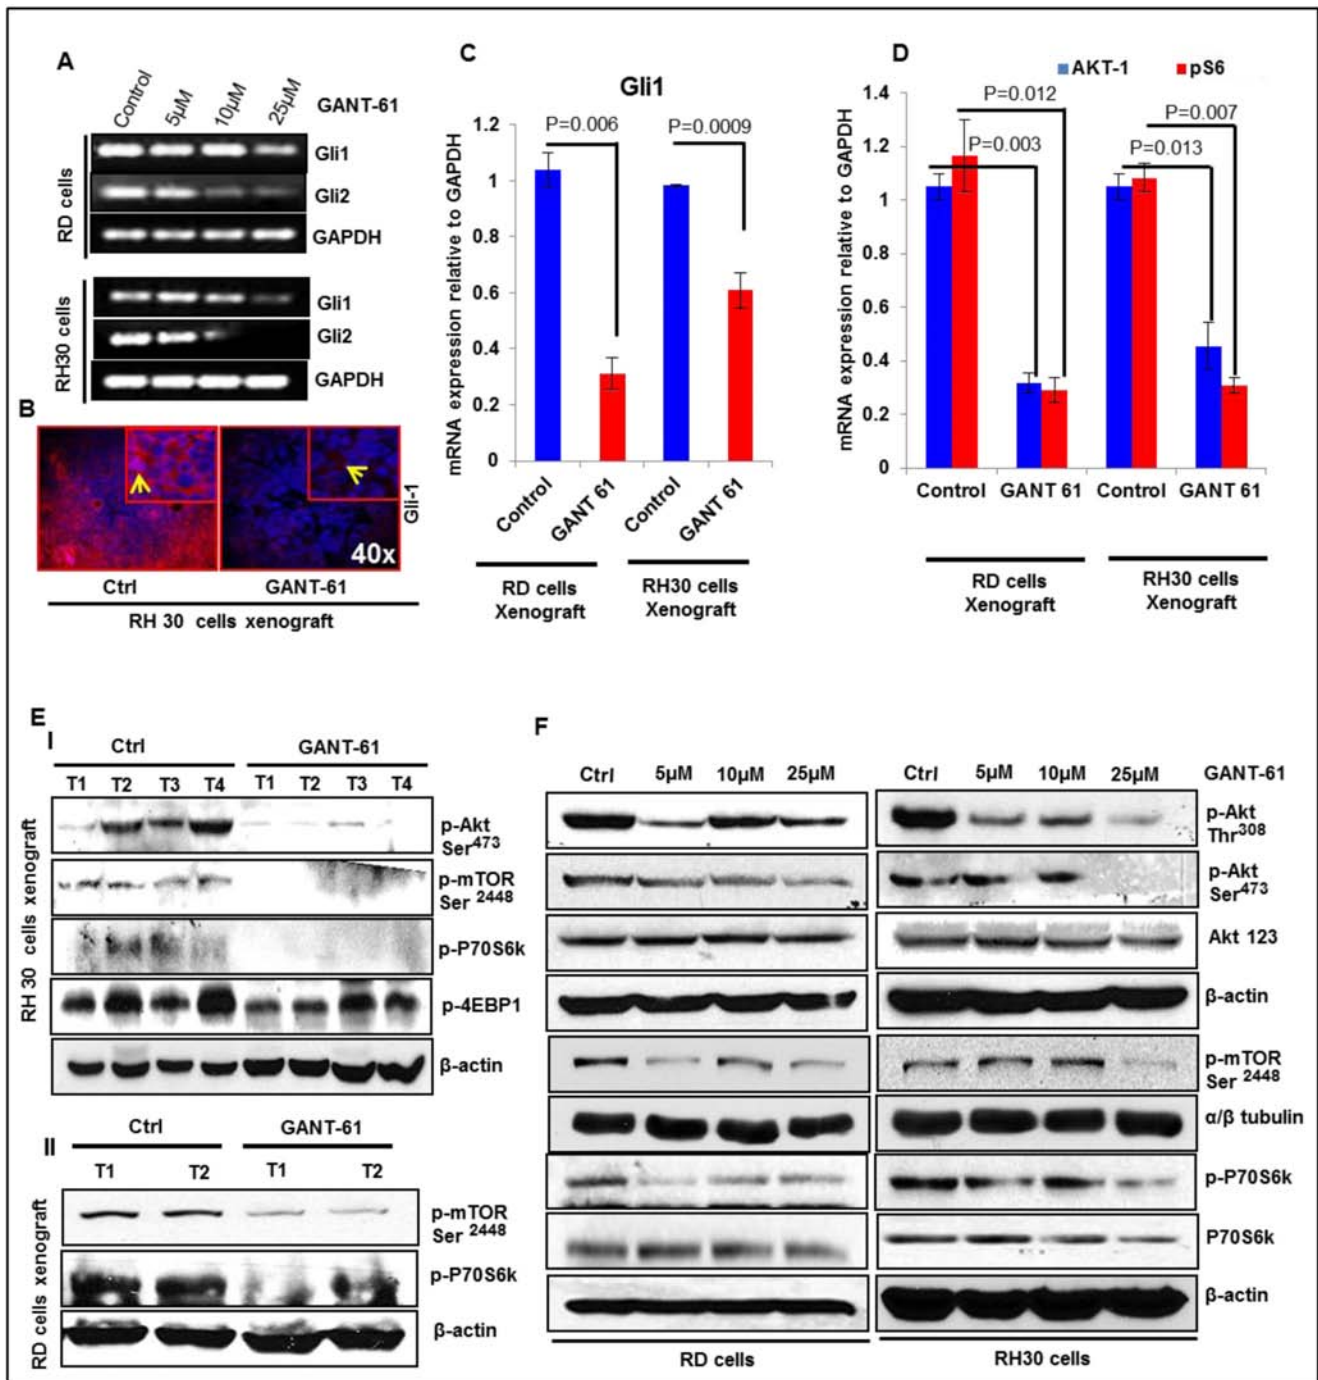 A
Control 5µM 10µM 25µM GANT-61
RD cells
Gli1
Gli2
GAPDH
RH30 cells
Gli1
Gli2
GAPDH
B
40x
Gli-1
Ctrl GANT-61
RH 30 cells xenograft
C
Gli1
mRNA expression relative to GAPDH
1.2
1
0.8
0.6
0.4
0.2
0
P=0.006
P=0.0009
Control GANT 61 Control GANT 61
RD cells
Xenograft
RH30 cells
Xenograft
D
AKT-1 pS6
mRNA expression relative to GAPDH
1.4
1.2
1
0.8
0.6
0.4
0.2
0
P=0.012
P=0.003
P=0.007
P=0.013
Control GANT 61 Control GANT 61
RD cells
Xenograft
RH30 cells
Xenograft
E
I
Ctrl GANT-61
T1 T2 T3 T4 T1 T2 T3 T4
RH 30 cells xenograft
p-Akt
Ser473
p-mTOR
Ser 2448
p-P70S6k
p-4EBP1
β-actin
II
Ctrl GANT-61
T1 T2 T1 T2
RD cells xenograft
p-mTOR
Ser 2448
p-P70S6k
β-actin
F
Ctrl 5µM 10µM 25µM Ctrl 5µM 10µM 25µM GANT-61
p-Akt
Thr308
p-Akt
Ser473
Akt 123
β-actin
p-mTOR
Ser 2448
α/β tubulin
p-P70S6k
P70S6k
β-actin
RD cells
RH30 cells